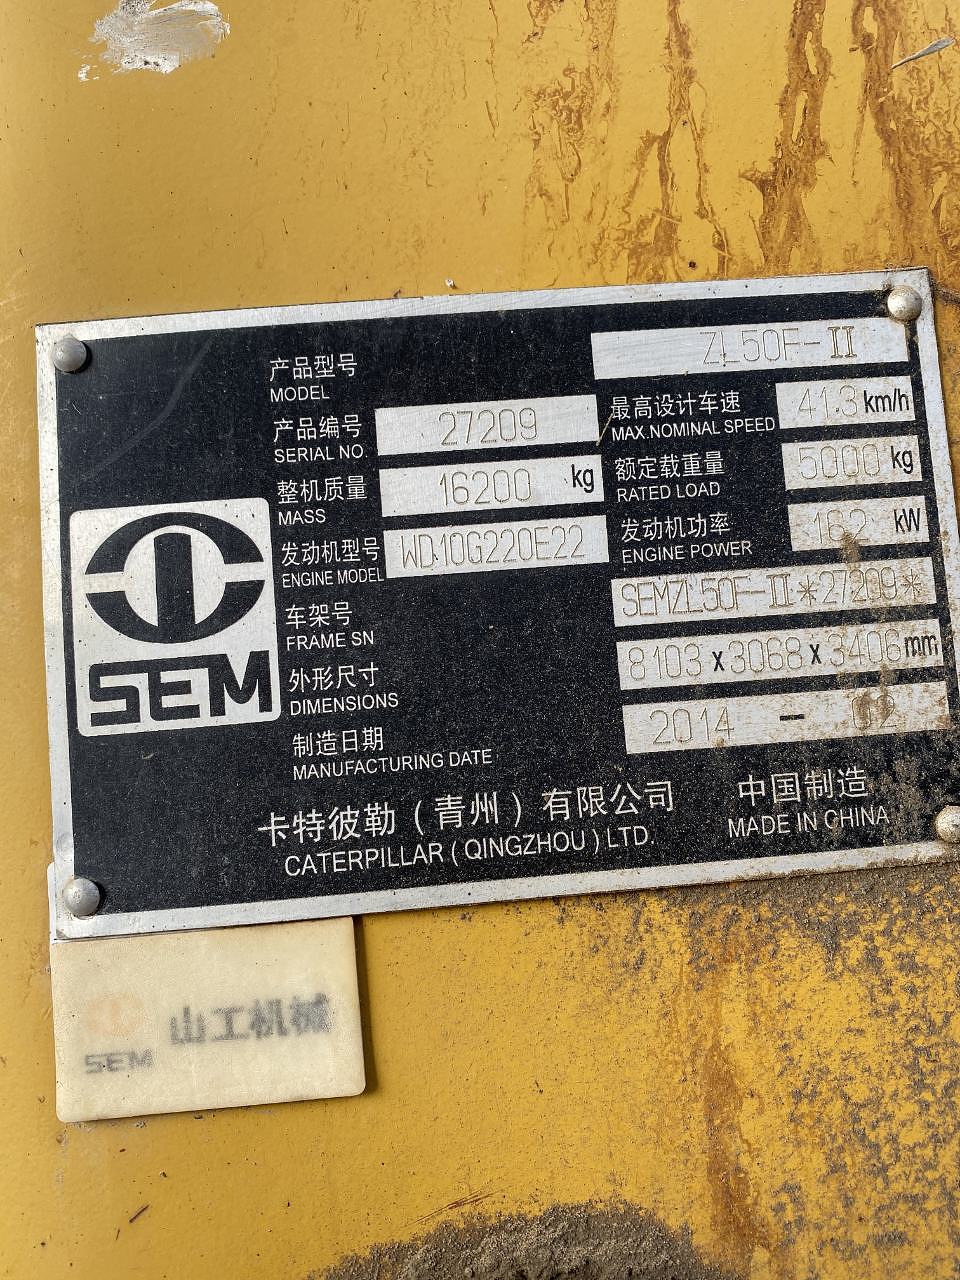 产品型号 ZL50F-II
MODEL
产品编号 27209 最高设计车速 41.3 km/h
SERIAL NO. MAX.NOMINAL SPEED
整机质量 16200 kg 额定载重量 5000 kg
MASS RATED LOAD
发动机型号 WD10G220E22 发动机功率 162 kW
ENGINE MODEL ENGINE POWER
车架号 SEMZL50F-II*27209*
FRAME SN
外形尺寸 8103 x 3068 x 3406 mm
DIMENSIONS
制造日期 2014 - 02
MANUFACTURING DATE
SEM
卡特彼勒（青州）有限公司 中国制造
CATERPILLAR ( QINGZHOU ) LTD. MADE IN CHINA
SEM 山工机械